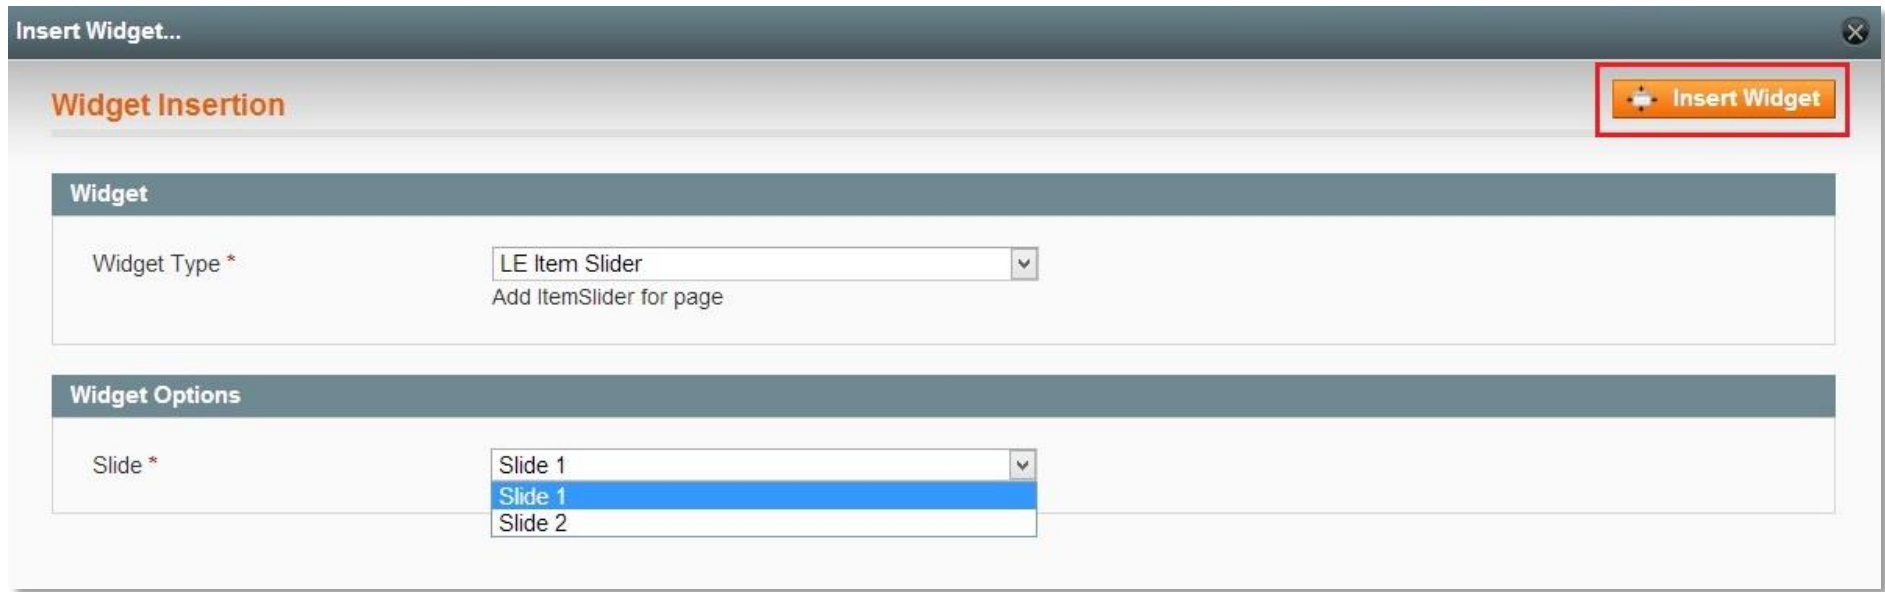 Insert Widget...
Widget Insertion
Insert Widget
Widget
Widget Type *
LE Item Slider
Add ItemSlider for page
Widget Options
Slide *
Slide 1
Slide 1
Slide 2